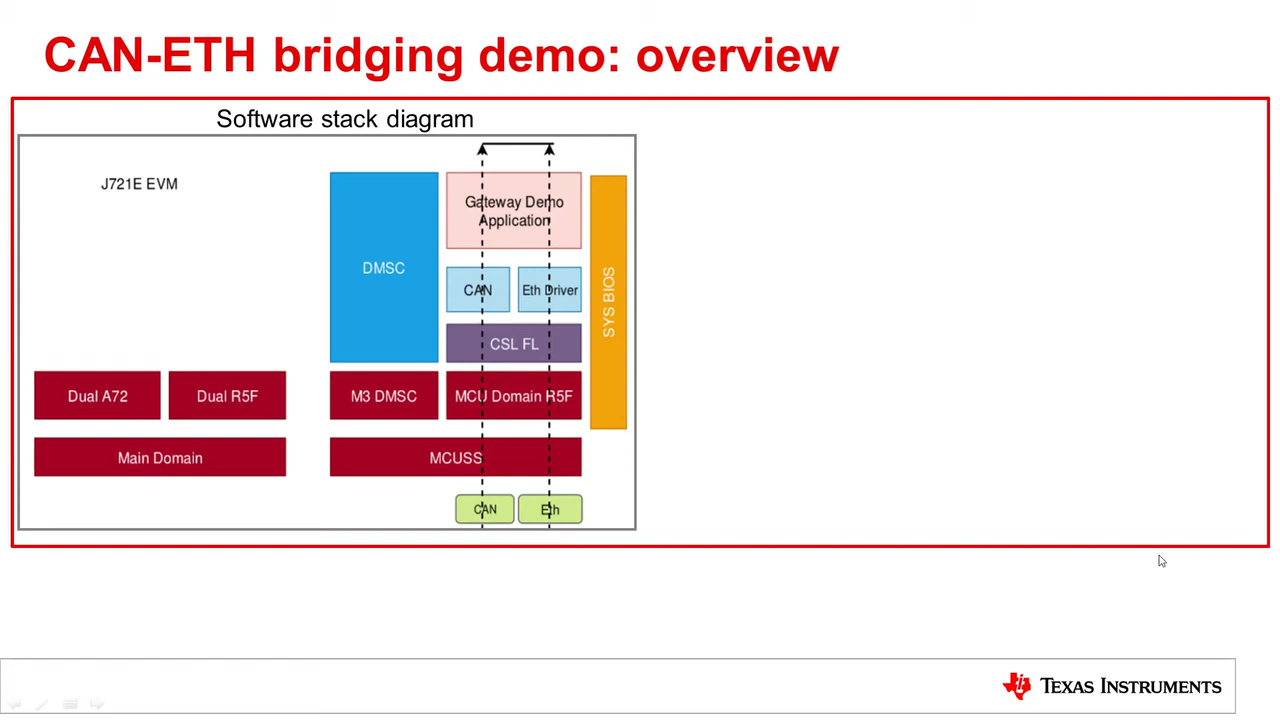 CAN-ETH bridging demo: overview
Software stack diagram
J721E EVM
DMSC
Gateway Demo
Application
CAN
Eth Driver
SYS BIOS
CSL FL
Dual A72
Dual R5F
M3 DMSC
MCU Domain R5F
Main Domain
MCUSS
CAN
Eth
TEXAS INSTRUMENTS